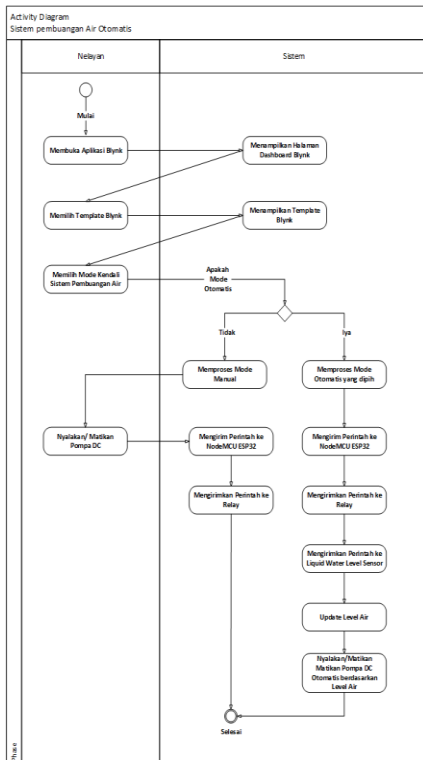 Activity Diagram
Sistem pembuangan Air Otomatis
Nelayan
Sistem
Mulai
Membuka Aplikasi Blynk
Menampilkan Halaman
Dashboard Blynk
Memilih Template Blynk
Menampilkan Template
Blynk
Memilih Mode Kendali
Sistem Pembuangan Air
Apakah
Mode
Otomatis
Tidak
Iya
Memproses Mode
Manual
Memproses Mode
Otomatis yang dipih
Nyalakan/ Matikan
Pompa DC
Mengirim Perintah ke
NodeMCU ESP32
Mengirim Perintah ke
NodeMCU ESP32
Mengirimkan Perintah ke
Relay
Mengirimkan Perintah ke
Relay
Mengirimkan Perintah ke
Liquid Water Level Sensor
Update Level Air
Nyalakan/Matikan
Matikan Pompa DC
Otomatis berdasarkan
Level Air
Selesai
Phase